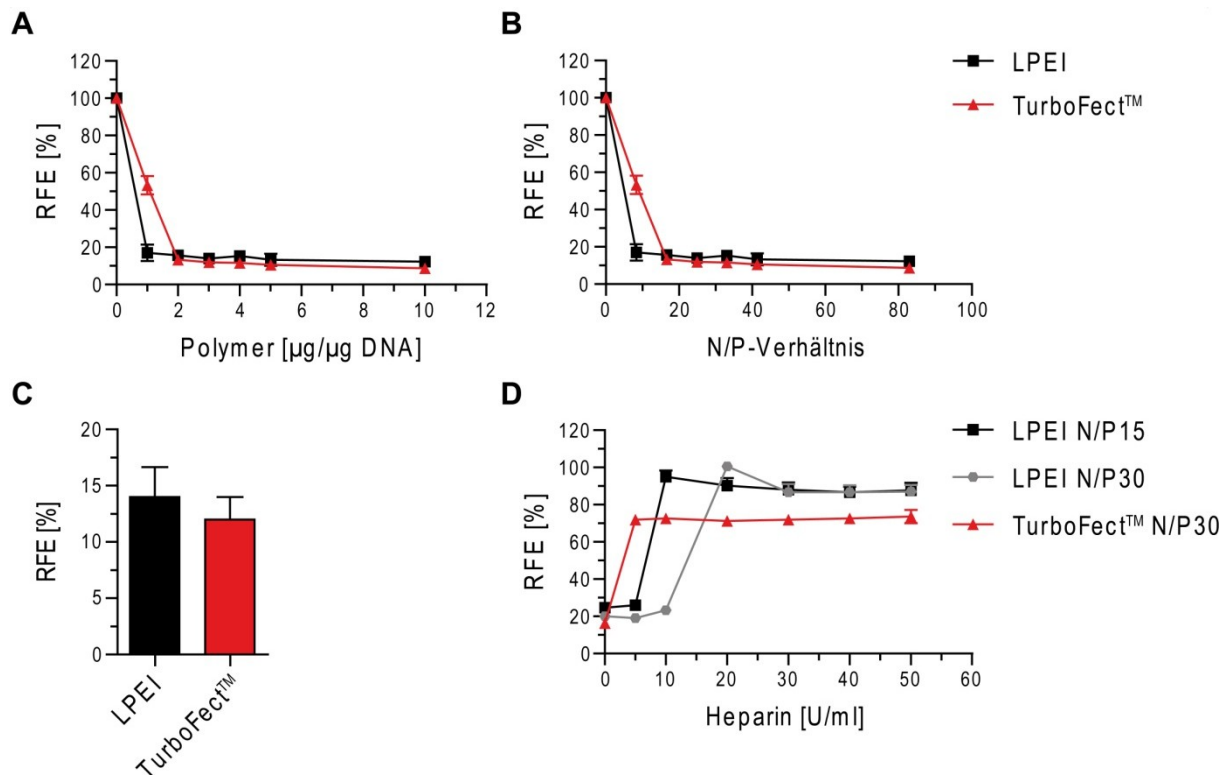 A
120
100
80
60
40
20
0
RFE [%]
0 2 4 6 8 10 12
Polymer [µg/µg DNA]
B
120
100
80
60
40
20
0
RFE [%]
0 20 40 60 80 100
N/P-Verhältnis
LPEI
TurboFect™
C
20
15
10
5
0
RFE [%]
LPEI
TurboFect™
D
120
100
80
60
40
20
0
RFE [%]
0 10 20 30 40 50 60
Heparin [U/ml]
LPEI N/P15
LPEI N/P30
TurboFect™ N/P30